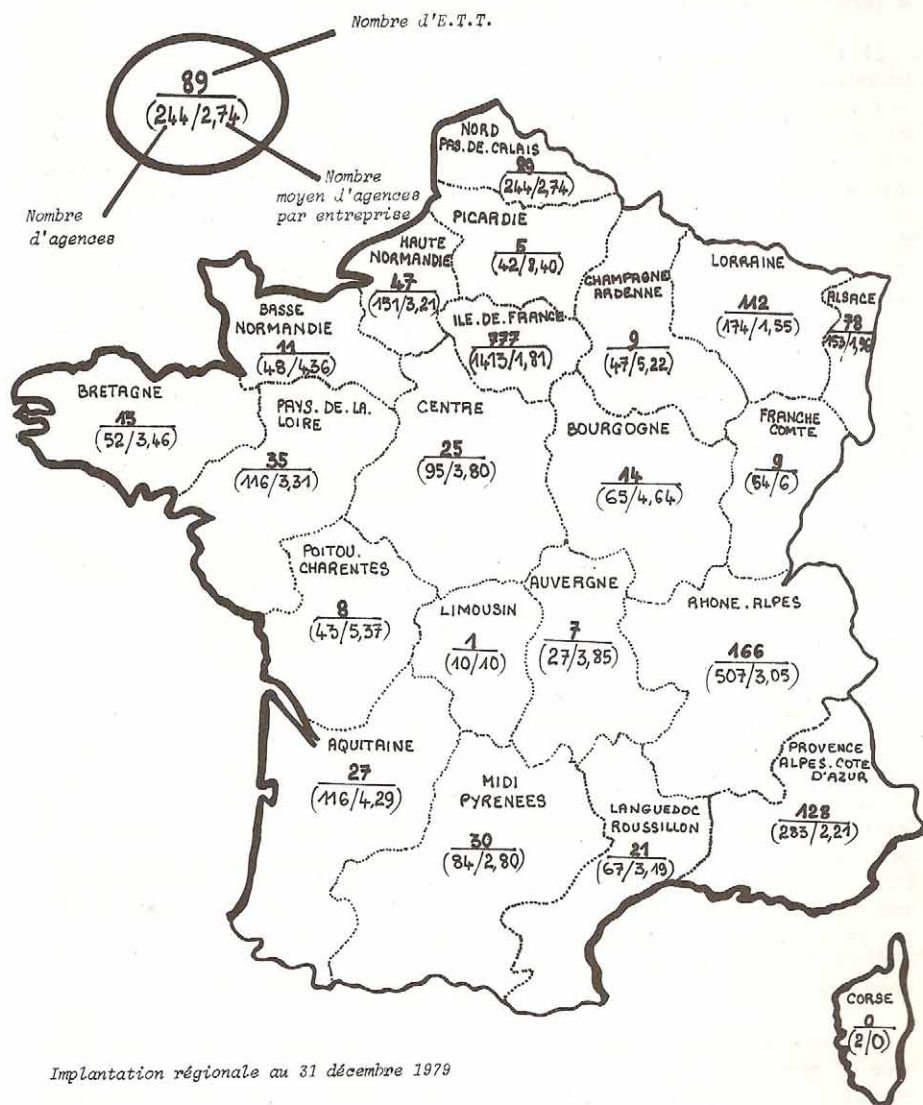 Nombre d'E.T.T.
89
(244/2,74)
Nombre
d'agences
Nombre
moyen d'agences
par entreprise
NORD
PAS.DE.CALAIS
89
(244/2,74)
PICARDIE
5
(42/8,40)
HAUTE
NORMANDIE
47
(151/3,21)
BASSE
NORMANDIE
11
(48/4,36)
ILE.DE.FRANCE
777
(1413/1,81)
CHAMPAGNE
ARDENNE
9
(47/5,22)
LORRAINE
112
(174/1,55)
ALSACE
78
(153/1,96)
BRETAGNE
15
(52/3,46)
PAYS.DE.LA.
LOIRE
35
(116/3,31)
CENTRE
25
(95/3,80)
BOURGOGNE
14
(65/4,64)
FRANCHE
COMTE
9
(54/6)
POITOU.
CHARENTES
8
(43/5,37)
LIMOUSIN
1
(10/10)
AUVERGNE
7
(27/3,85)
RHONE.ALPES
166
(507/3,05)
AQUITAINE
27
(116/4,29)
MIDI
PYRENEES
30
(84/2,80)
LANGUEDOC
ROUSSILLON
21
(67/3,19)
PROVENCE
ALPES.COTE
D'AZUR
128
(283/2,21)
CORSE
0
(2/0)
Implantation régionale au 31 décembre 1979